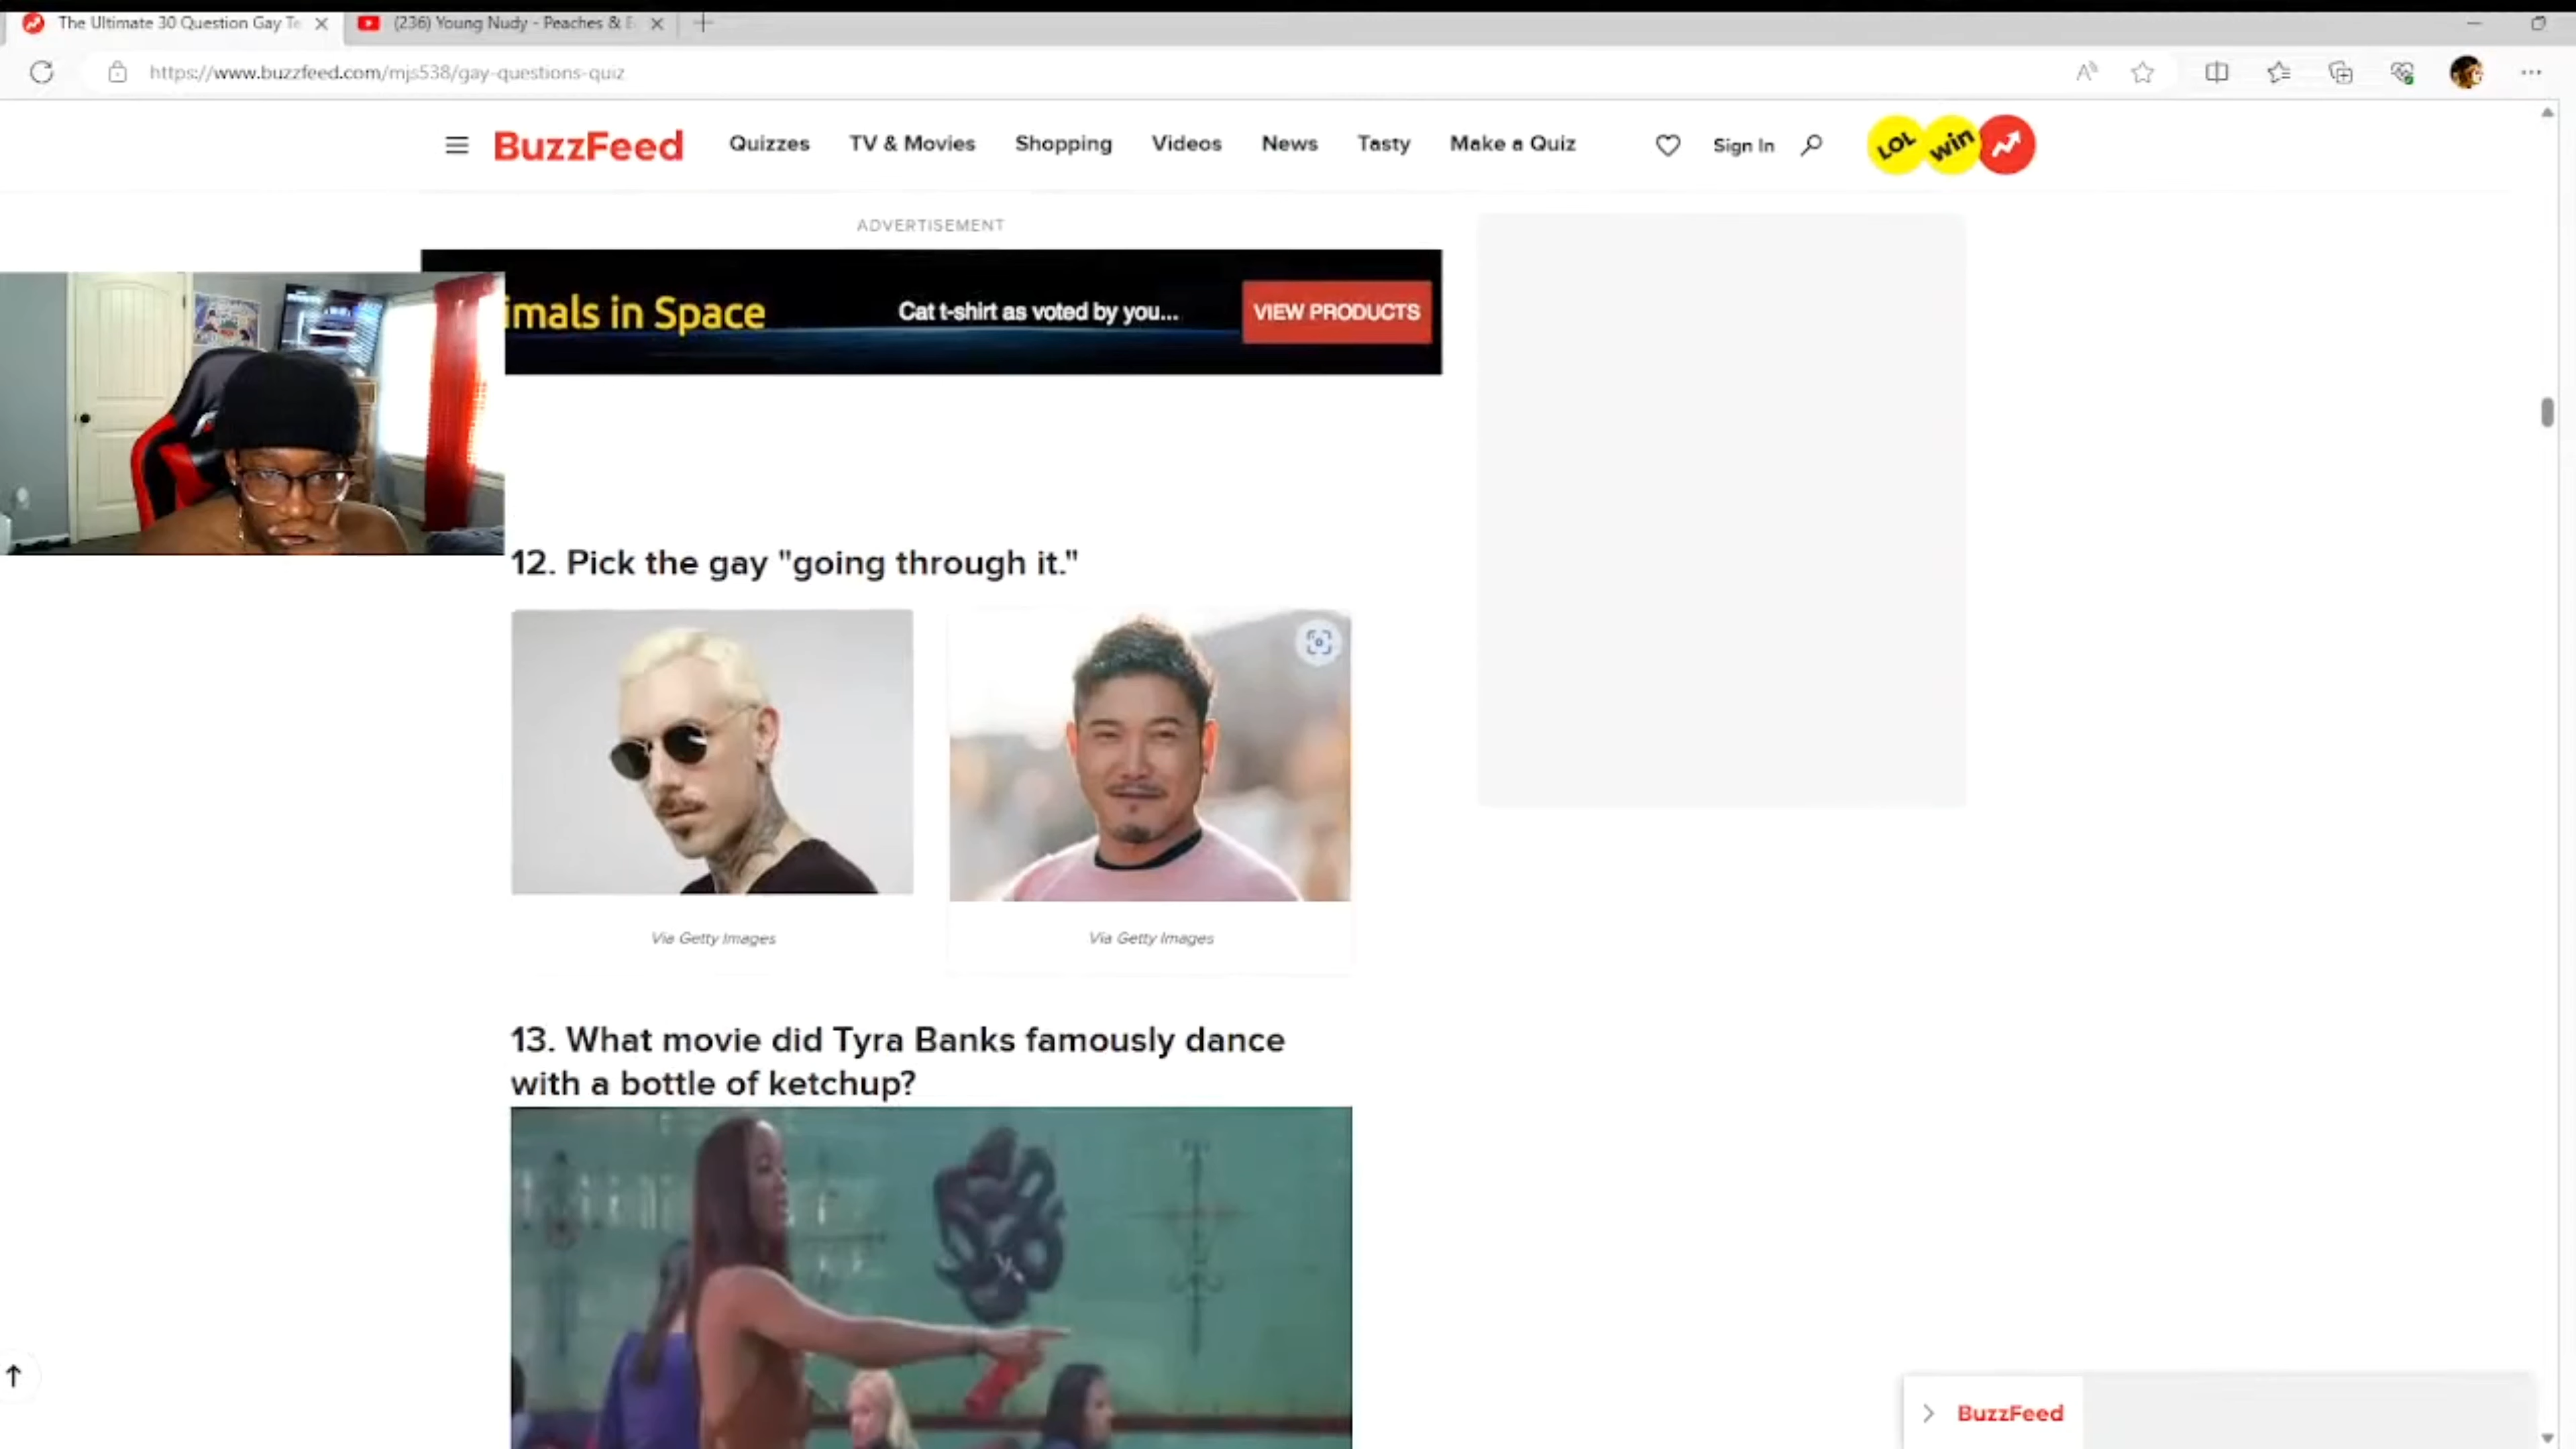 The Ultimate 30 Question Gay Te
(236) Young Nudy - Peaches & E
https://www.buzzfeed.com/mjs538/gay-questions-quiz
BuzzFeed
Quizzes
TV & Movies
Shopping
Videos
News
Tasty
Make a Quiz
Sign In
LOL
win
ADVERTISEMENT
imals in Space
Cat t-shirt as voted by you...
VIEW PRODUCTS
12. Pick the gay "going through it."
Via Getty Images
Via Getty Images
13. What movie did Tyra Banks famously dance
with a bottle of ketchup?
BuzzFeed